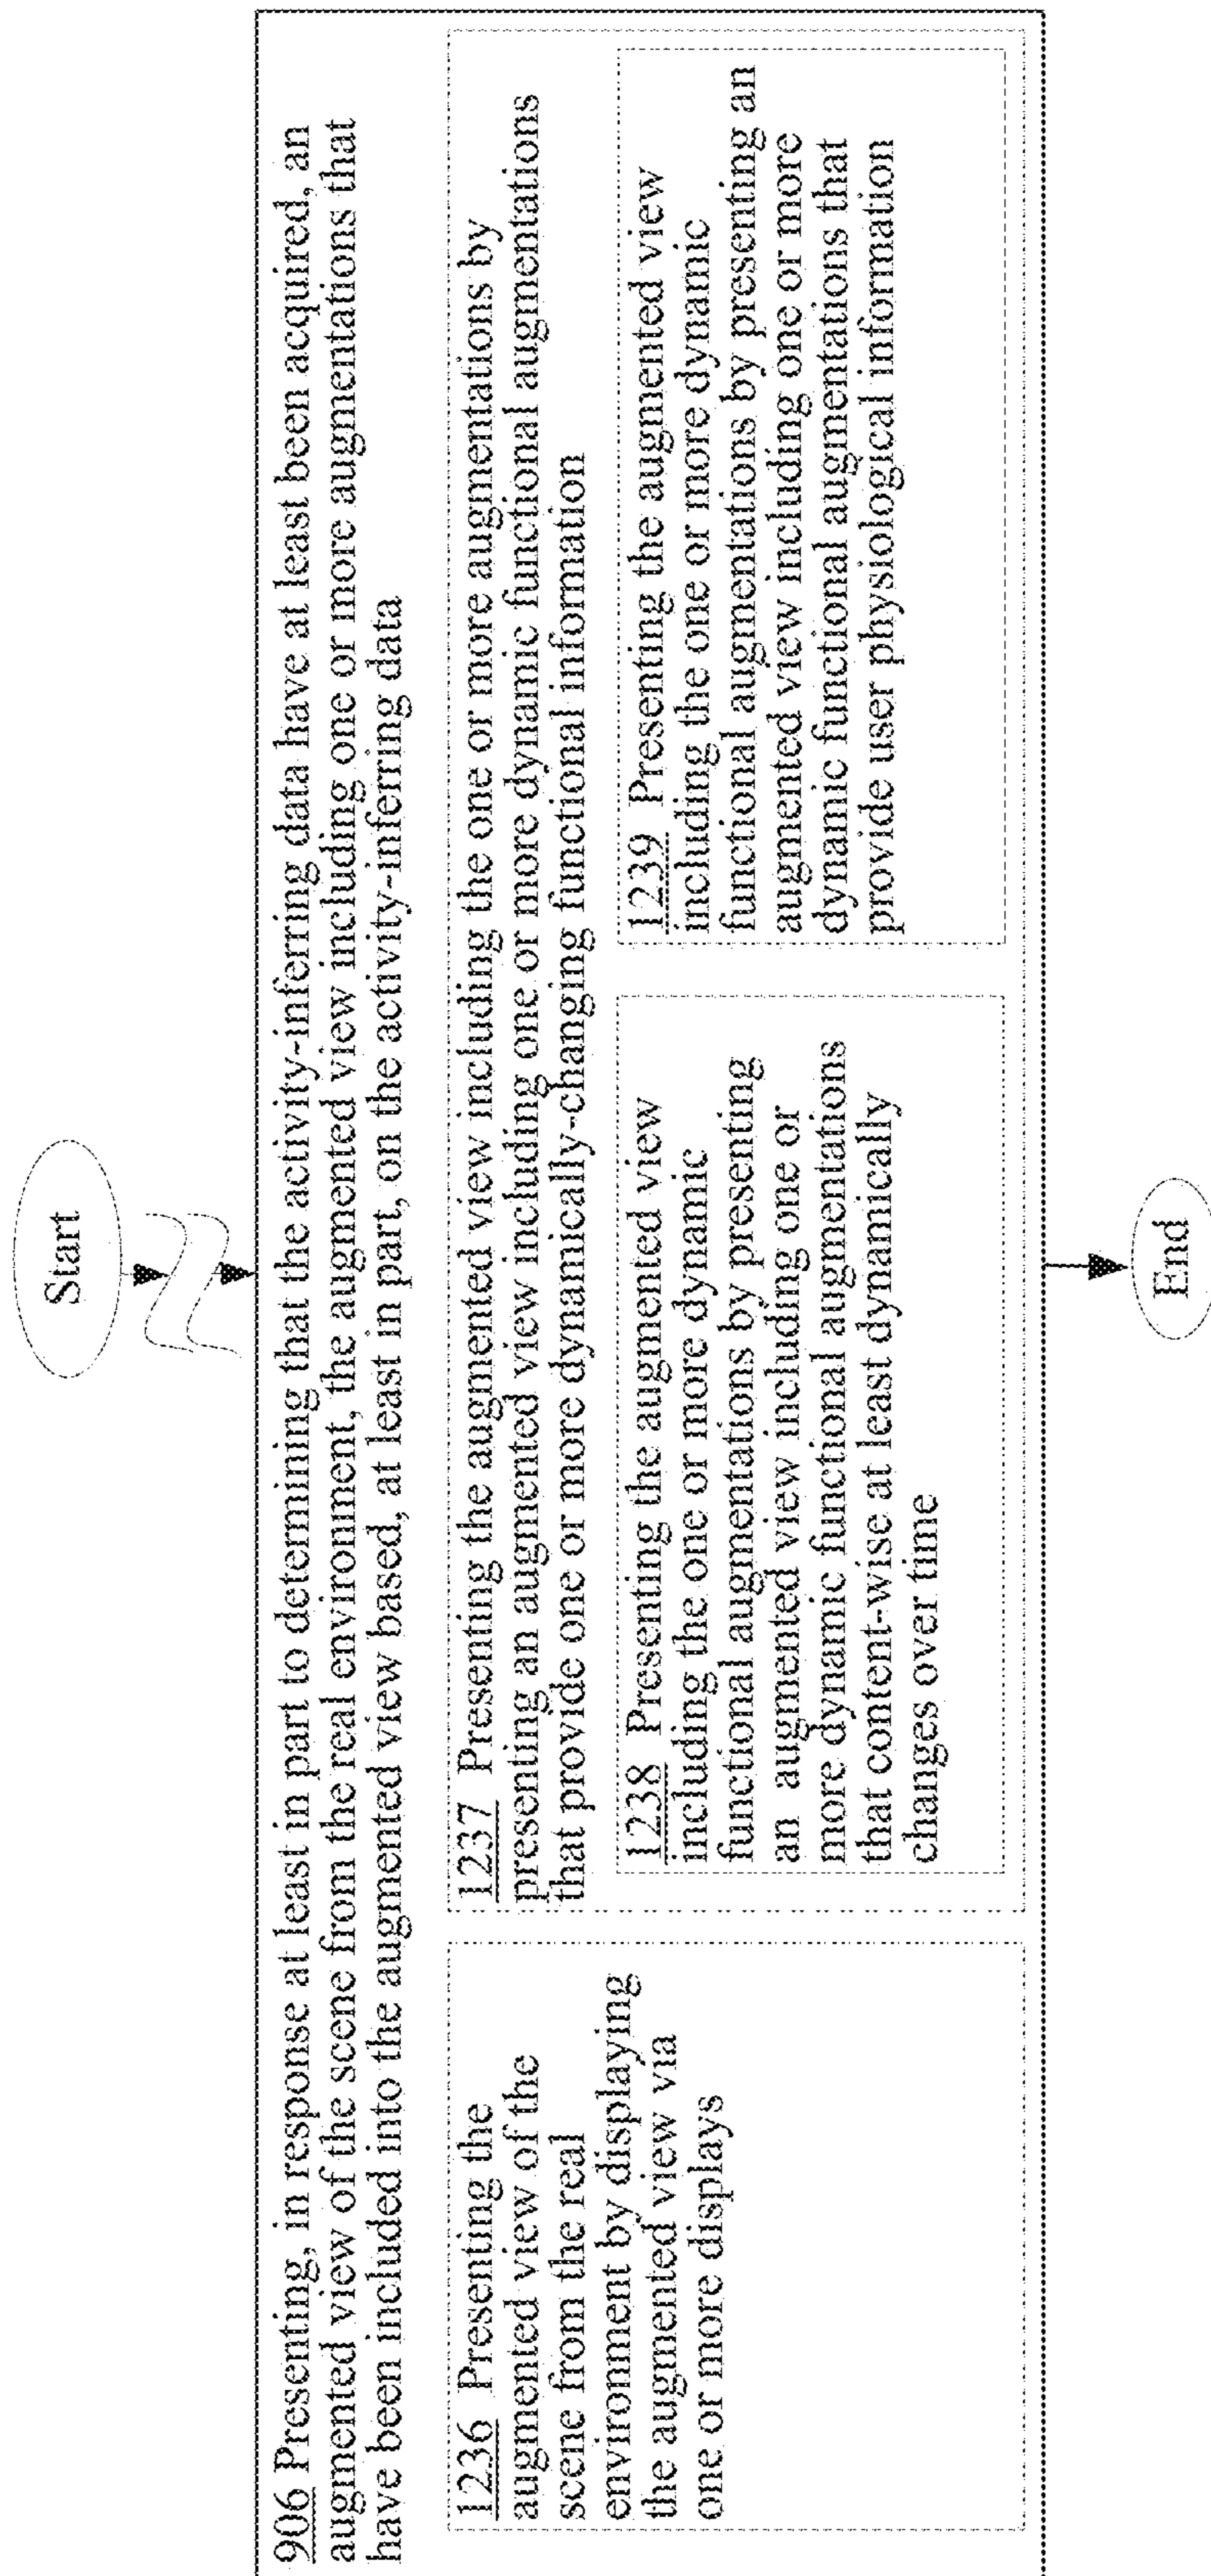 Start
906 Presenting, in response at least in part to determining that the activity-inferring data have at least been acquired, an
augmented view of the scene from the real environment, the augmented view including one or more augmentations that
have been included into the augmented view based, at least in part, on the activity-inferring data
1236 Presenting the
augmented view of the
scene from the real
environment by displaying
the augmented view via
one or more displays
1237 Presenting the augmented view including the one or more augmentations by
presenting an augmented view including one or more dynamic functional augmentations
that provide one or more dynamically-changing functional information
1238 Presenting the augmented view
including the one or more dynamic
functional augmentations by presenting
an augmented view including one or
more dynamic functional augmentations
that content-wise at least dynamically
changes over time
1239 Presenting the augmented view
including the one or more dynamic
functional augmentations by presenting an
augmented view including one or more
dynamic functional augmentations that
provide user physiological information
End